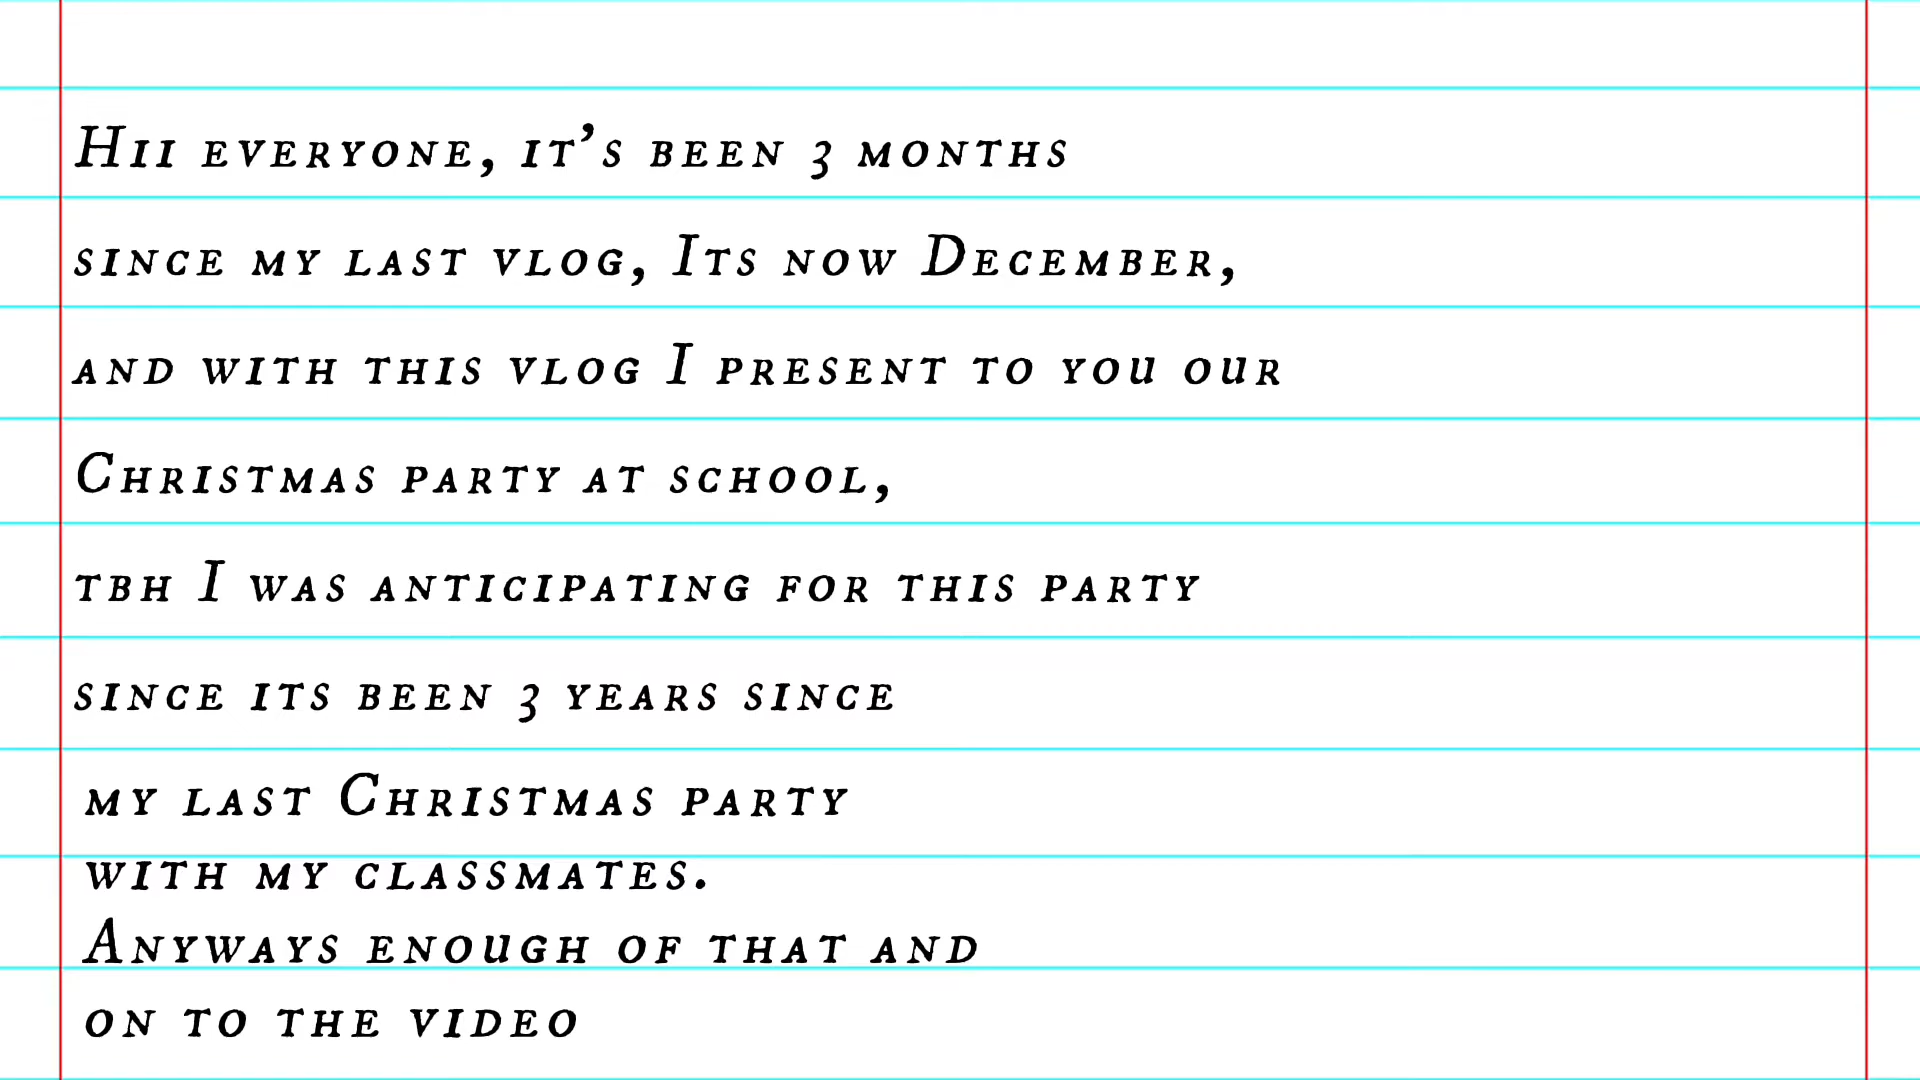 Hii everyone, it's been 3 months
since my last vlog, Its now December,
and with this vlog I present to you our
Christmas party at school,
tbh I was anticipating for this party
since its been 3 years since
my last Christmas party
with my classmates.
Anyways enough of that and
on to the video